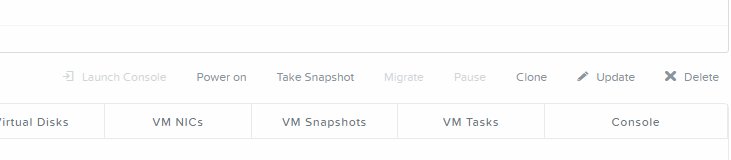 Launch Console Power on Take Snapshot Migrate Pause Clone Update Delete
Virtual Disks VM NICs VM Snapshots VM Tasks Console